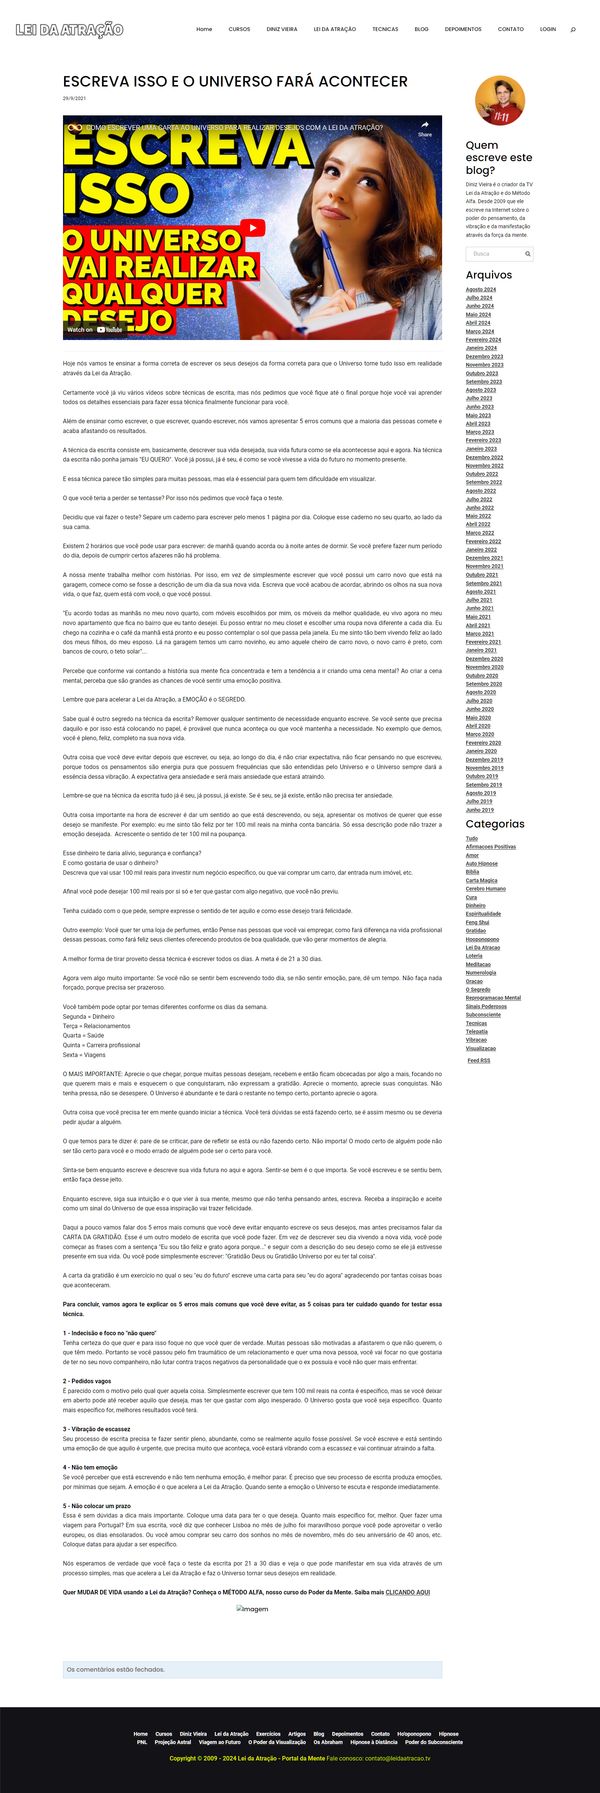 LEI DA ATRAÇÃO
Home CURSOS DINIZ VIEIRA LEI DA ATRAÇÃO TECNICAS BLOG DEPOIMENTOS CONTATO LOGIN
ESCREVA ISSO E O UNIVERSO FARÁ ACONTECER
29/9/2021
COMO ESCREVER UMA CARTA AO UNIVERSO PARA REALIZAR DESEJOS COM A LEI DA ATRAÇÃO?
Share
ESCREVA
ISSO
O UNIVERSO
VAI REALIZAR
QUALQUER
DESEJO
Watch on YouTube
Hoje nós vamos te ensinar a forma correta de escrever os seus desejos da forma correta para que o Universo torne tudo isso em realidade
através da Lei da Atração.
Certamente você já viu vários vídeos sobre técnicas de escrita, mas nós pedimos que você fique até o final porque hoje você vai aprender
todos os detalhes essenciais para fazer essa técnica finalmente funcionar para você.
Além de ensinar como escrever, o que escrever, quando escrever, nós vamos apresentar 5 erros comuns que a maioria das pessoas comete e
acaba afastando os resultados.
A técnica da escrita consiste em, basicamente, descrever sua vida desejada, sua vida futura como se ela acontecesse aqui e agora. Na técnica
da escrita não ponha jamais "EU QUERO". Você já possui, já é seu, é como se você vivesse a vida do futuro no momento presente.
E essa técnica parece tão simples para muitas pessoas, mas ela é essencial para quem tem dificuldade em visualizar.
O que você teria a perder se tentasse? Por isso nós pedimos que você faça o teste.
Decidiu que vai fazer o teste? Separe um caderno para escrever pelo menos 1 página por dia. Coloque esse caderno no seu quarto, ao lado da
sua cama.
Existem 2 horários que você pode usar para escrever: de manhã quando acorda ou à noite antes de dormir. Se você prefere fazer num período
do dia, depois de cumprir certos afazeres não há problema.
A nossa mente trabalha melhor com histórias. Por isso, em vez de simplesmente escrever que você possui um carro novo que está na
garagem, comece como se fosse a descrição de um dia da sua nova vida. Escreva que você acabou de acordar, abrindo os olhos na sua nova
vida, o que faz, quem está com você, o que você possui.
"Eu acordo todas as manhãs no meu novo quarto, com móveis escolhidos por mim, os móveis da melhor qualidade, eu vivo agora no meu
novo apartamento que fica no bairro que eu tanto desejei. Eu posso entrar no meu closet e escolher uma roupa nova diferente a cada dia. Eu
chego na cozinha e o café da manhã está pronto e eu posso contemplar o sol que passa pela janela. Eu me sinto tão bem vivendo feliz ao lado
dos meus filhos, do meu esposo. Lá na garagem temos um carro novinho, eu amo aquele cheiro de carro novo, o novo carro é preto, com
bancos de couro, o teto solar"...
Percebe que conforme vai contando a história sua mente fica concentrada e tem a tendência a ir criando uma cena mental? Ao criar a cena
mental, perceba que são grandes as chances de você sentir uma emoção positiva.
Lembre que para acelerar a Lei da Atração, a EMOÇÃO é o SEGREDO.
Sabe qual é outro segredo na técnica da escrita? Remover qualquer sentimento de necessidade enquanto escreve. Se você sente que precisa
daquilo e por isso está colocando no papel, é provável que nunca aconteça ou que você mantenha a necessidade. No exemplo que demos,
você é pleno, feliz, completo na sua nova vida.
Outra coisa que você deve evitar depois que escrever, ou seja, ao longo do dia, é não criar expectativa, não ficar pensando no que escreveu,
porque todos os pensamentos são energia pura que possuem frequências que são entendidas pelo Universo e o Universo sempre dará a
essência dessa vibração. A expectativa gera ansiedade e será mais ansiedade que estará atraindo.
Lembre-se que na técnica da escrita tudo já é seu, já possui, já existe. Se é seu, se já existe, então não precisa ter ansiedade.
Outra coisa importante na hora de escrever é dar um sentido ao que está descrevendo, ou seja, apresentar os motivos de querer que esse
desejo se manifeste. Por exemplo: eu me sinto tão feliz por ter 100 mil reais na minha conta bancária. Só essa descrição pode não trazer a
emoção desejada. Acrescente o sentido de ter 100 mil na poupança.
Esse dinheiro te daria alívio, segurança e confiança?
E como gostaria de usar o dinheiro?
Descreva que vai usar 100 mil reais para investir num negócio específico, ou que vai comprar um carro, dar entrada num imóvel, etc.
Afinal você pode desejar 100 mil reais por si só e ter que gastar com algo negativo, que você não previu.
Tenha cuidado com o que pede, sempre expresse o sentido de ter aquilo e como esse desejo trará felicidade.
Outro exemplo: Você quer ter uma loja de perfumes, então Pense nas pessoas que você vai empregar, como fará diferença na vida profissional
dessas pessoas, como fará feliz seus clientes oferecendo produtos de boa qualidade, que vão gerar momentos de alegria.
A melhor forma de tirar proveito dessa técnica é escrever todos os dias. A meta é de 21 a 30 dias.
Agora vem algo muito importante: Se você não se sentir bem escrevendo todo dia, se não sentir emoção, pare, dê um tempo. Não faça nada
forçado, porque precisa ser prazeroso.
Você também pode optar por temas diferentes conforme os dias da semana.
Segunda = Dinheiro
Terça = Relacionamentos
Quarta = Saúde
Quinta = Carreira profissional
Sexta = Viagens
O MAIS IMPORTANTE: Aprecie o que chegar, porque muitas pessoas desejam, recebem e então ficam obcecadas por algo a mais, focando no
que querem mais e mais e esquecem o que conquistaram, não expressam a gratidão. Aprecie o momento, aprecie suas conquistas. Não
tenha pressa, não se desespere. O Universo é abundante e te dará o restante no tempo certo, portanto aprecie o agora.
Outra coisa que você precisa ter em mente quando iniciar a técnica. Você terá dúvidas se está fazendo certo, se é assim mesmo ou se deveria
pedir ajudar a alguém.
O que temos para te dizer é: pare de se criticar, pare de refletir se está ou não fazendo certo. Não importa! O modo certo de alguém pode não
ser tão certo para você e o modo errado de alguém pode ser o certo para você.
Sinta-se bem enquanto escreve e descreve sua vida futura no aqui e agora. Sentir-se bem é o que importa. Se você escreveu e se sentiu bem,
então faça desse jeito.
Enquanto escreve, siga sua intuição e o que vier à sua mente, mesmo que não tenha pensando antes, escreva. Receba a inspiração e aceite
como um sinal do Universo de que essa inspiração vai trazer felicidade.
Daqui a pouco vamos falar dos 5 erros mais comuns que você deve evitar enquanto escreve os seus desejos, mas antes precisamos falar da
CARTA DA GRATIDÃO. Esse é um outro modelo de escrita que você pode fazer. Em vez de descrever seu dia vivendo a nova vida, você pode
começar as frases com a sentença "Eu sou tão feliz e grato agora porque..." e seguir com a descrição do seu desejo como se ele já estivesse
presente em sua vida. Ou você pode simplesmente escrever: "Gratidão Deus ou Gratidão Universo por eu ter tal coisa".
A carta da gratidão é um exercício no qual o seu "eu do futuro" escreve uma carta para seu "eu do agora" agradecendo por tantas coisas boas
que aconteceram.
Para concluir, vamos agora te explicar os 5 erros mais comuns que você deve evitar, as 5 coisas para ter cuidado quando for testar essa
técnica.
1 - Indecisão e foco no "não quero"
Tenha certeza do que quer e para isso foque no que você quer de verdade. Muitas pessoas são motivadas a afastarem o que não querem, o
que têm medo. Portanto se você passou pelo fim traumático de um relacionamento e quer uma nova pessoa, você vai focar no que gostaria
de ter no seu novo companheiro, não lutar contra traços negativos da personalidade que o ex possuía e você não quer mais enfrentar.
2 - Pedidos vagos
É parecido com o motivo pelo qual quer aquela coisa. Simplesmente escrever que tem 100 mil reais na conta é específico, mas se você deixar
em aberto pode até receber aquilo que deseja, mas ter que gastar com algo inesperado. O Universo gosta que você seja específico. Quanto
mais específico for, melhores resultados você terá.
3 - Vibração de escassez
Seu processo de escrita precisa te fazer sentir pleno, abundante, como se realmente aquilo fosse possível. Se você escreve e está sentindo
uma emoção de que aquilo é urgente, que precisa muito que aconteça, você estará vibrando com a escassez e vai continuar atraindo a falta.
4 - Não tem emoção
Se você perceber que está escrevendo e não tem nenhuma emoção, é melhor parar. É preciso que seu processo de escrita produza emoções,
por mínimas que sejam. A emoção é o que acelera a Lei da Atração. Quando sente a emoção o Universo te escuta e responde imediatamente.
5 - Não colocar um prazo
Essa é sem dúvidas a dica mais importante. Coloque uma data para ter o que deseja. Quanto mais específico for, melhor. Quer fazer uma
viagem para Portugal? Em sua escrita, você diz que conhecer Lisboa no mês de julho foi maravilhoso porque você pôde aproveitar o verão
europeu, os dias ensolarados. Ou você amou comprar seu carro dos sonhos no mês de novembro, mês do seu aniversário de 40 anos, etc.
Coloque datas para ajudar a ser específico.
Nós esperamos de verdade que você faça o teste da escrita por 21 a 30 dias e veja o que pode manifestar em sua vida através de um
processo simples, mas que acelera a Lei da Atração e faz o Universo tornar seus desejos em realidade.
Quer MUDAR DE VIDA usando a Lei da Atração? Conheça o MÉTODO ALFA, nosso curso do Poder da Mente. Saiba mais CLICANDO AQUI
Imagem
Os comentários estão fechados.
11:11
Quem
escreve este
blog?
Diniz Vieira é o criador da TV
Lei da Atração e do Método
Alfa. Desde 2009 que ele
escreve na Internet sobre o
poder do pensamento, da
vibração e da manifestação
através da força da mente.
Busca
Arquivos
Agosto 2024
Julho 2024
Junho 2024
Maio 2024
Abril 2024
Março 2024
Fevereiro 2024
Janeiro 2024
Dezembro 2023
Novembro 2023
Outubro 2023
Setembro 2023
Agosto 2023
Julho 2023
Junho 2023
Maio 2023
Abril 2023
Março 2023
Fevereiro 2023
Janeiro 2023
Dezembro 2022
Novembro 2022
Outubro 2022
Setembro 2022
Agosto 2022
Julho 2022
Junho 2022
Maio 2022
Abril 2022
Março 2022
Fevereiro 2022
Janeiro 2022
Dezembro 2021
Novembro 2021
Outubro 2021
Setembro 2021
Agosto 2021
Julho 2021
Junho 2021
Maio 2021
Abril 2021
Março 2021
Fevereiro 2021
Janeiro 2021
Dezembro 2020
Novembro 2020
Outubro 2020
Setembro 2020
Agosto 2020
Julho 2020
Junho 2020
Maio 2020
Abril 2020
Março 2020
Fevereiro 2020
Janeiro 2020
Dezembro 2019
Novembro 2019
Outubro 2019
Setembro 2019
Agosto 2019
Julho 2019
Junho 2019
Categorias
Tudo
Afirmacoes Positivas
Amor
Auto Hipnose
Biblia
Carta Magica
Cerebro Humano
Cura
Dinheiro
Espiritualidade
Feng Shui
Gratidao
Hooponopono
Lei Da Atracao
Loteria
Meditacao
Numerologia
Oracao
O Segredo
Reprogramacao Mental
Sinais Poderosos
Subconsciente
Tecnicas
Telepatia
Vibracao
Visualizacao
Feed RSS
Home Cursos Diniz Vieira Lei da Atração Exercícios Artigos Blog Depoimentos Contato Ho'oponopono Hipnose
PNL Projeção Astral Viagem ao Futuro O Poder da Visualização Os Abraham Hipnose à Distância Poder do Subconsciente
Copyright © 2009 - 2024 Lei da Atração - Portal da Mente Fale conosco: contato@leidaatracao.tv